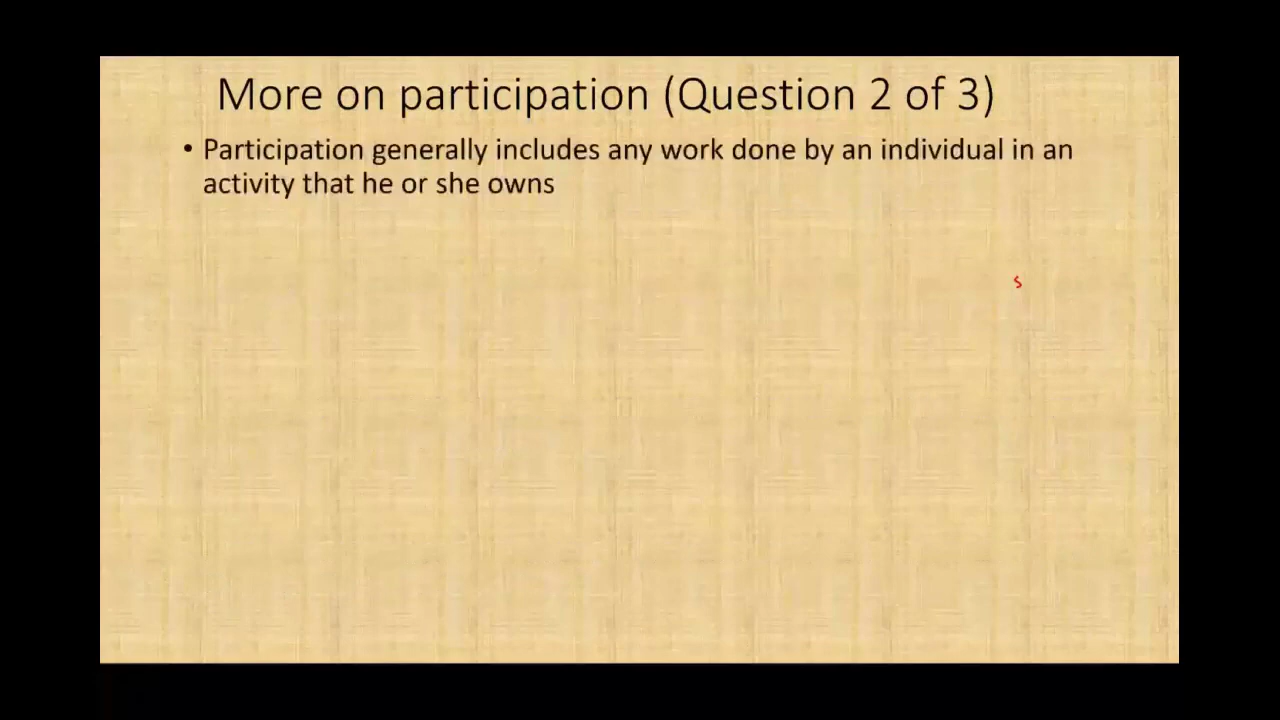 More on participation (Question 2 of 3)
• Participation generally includes any work done by an individual in an
activity that he or she owns
s